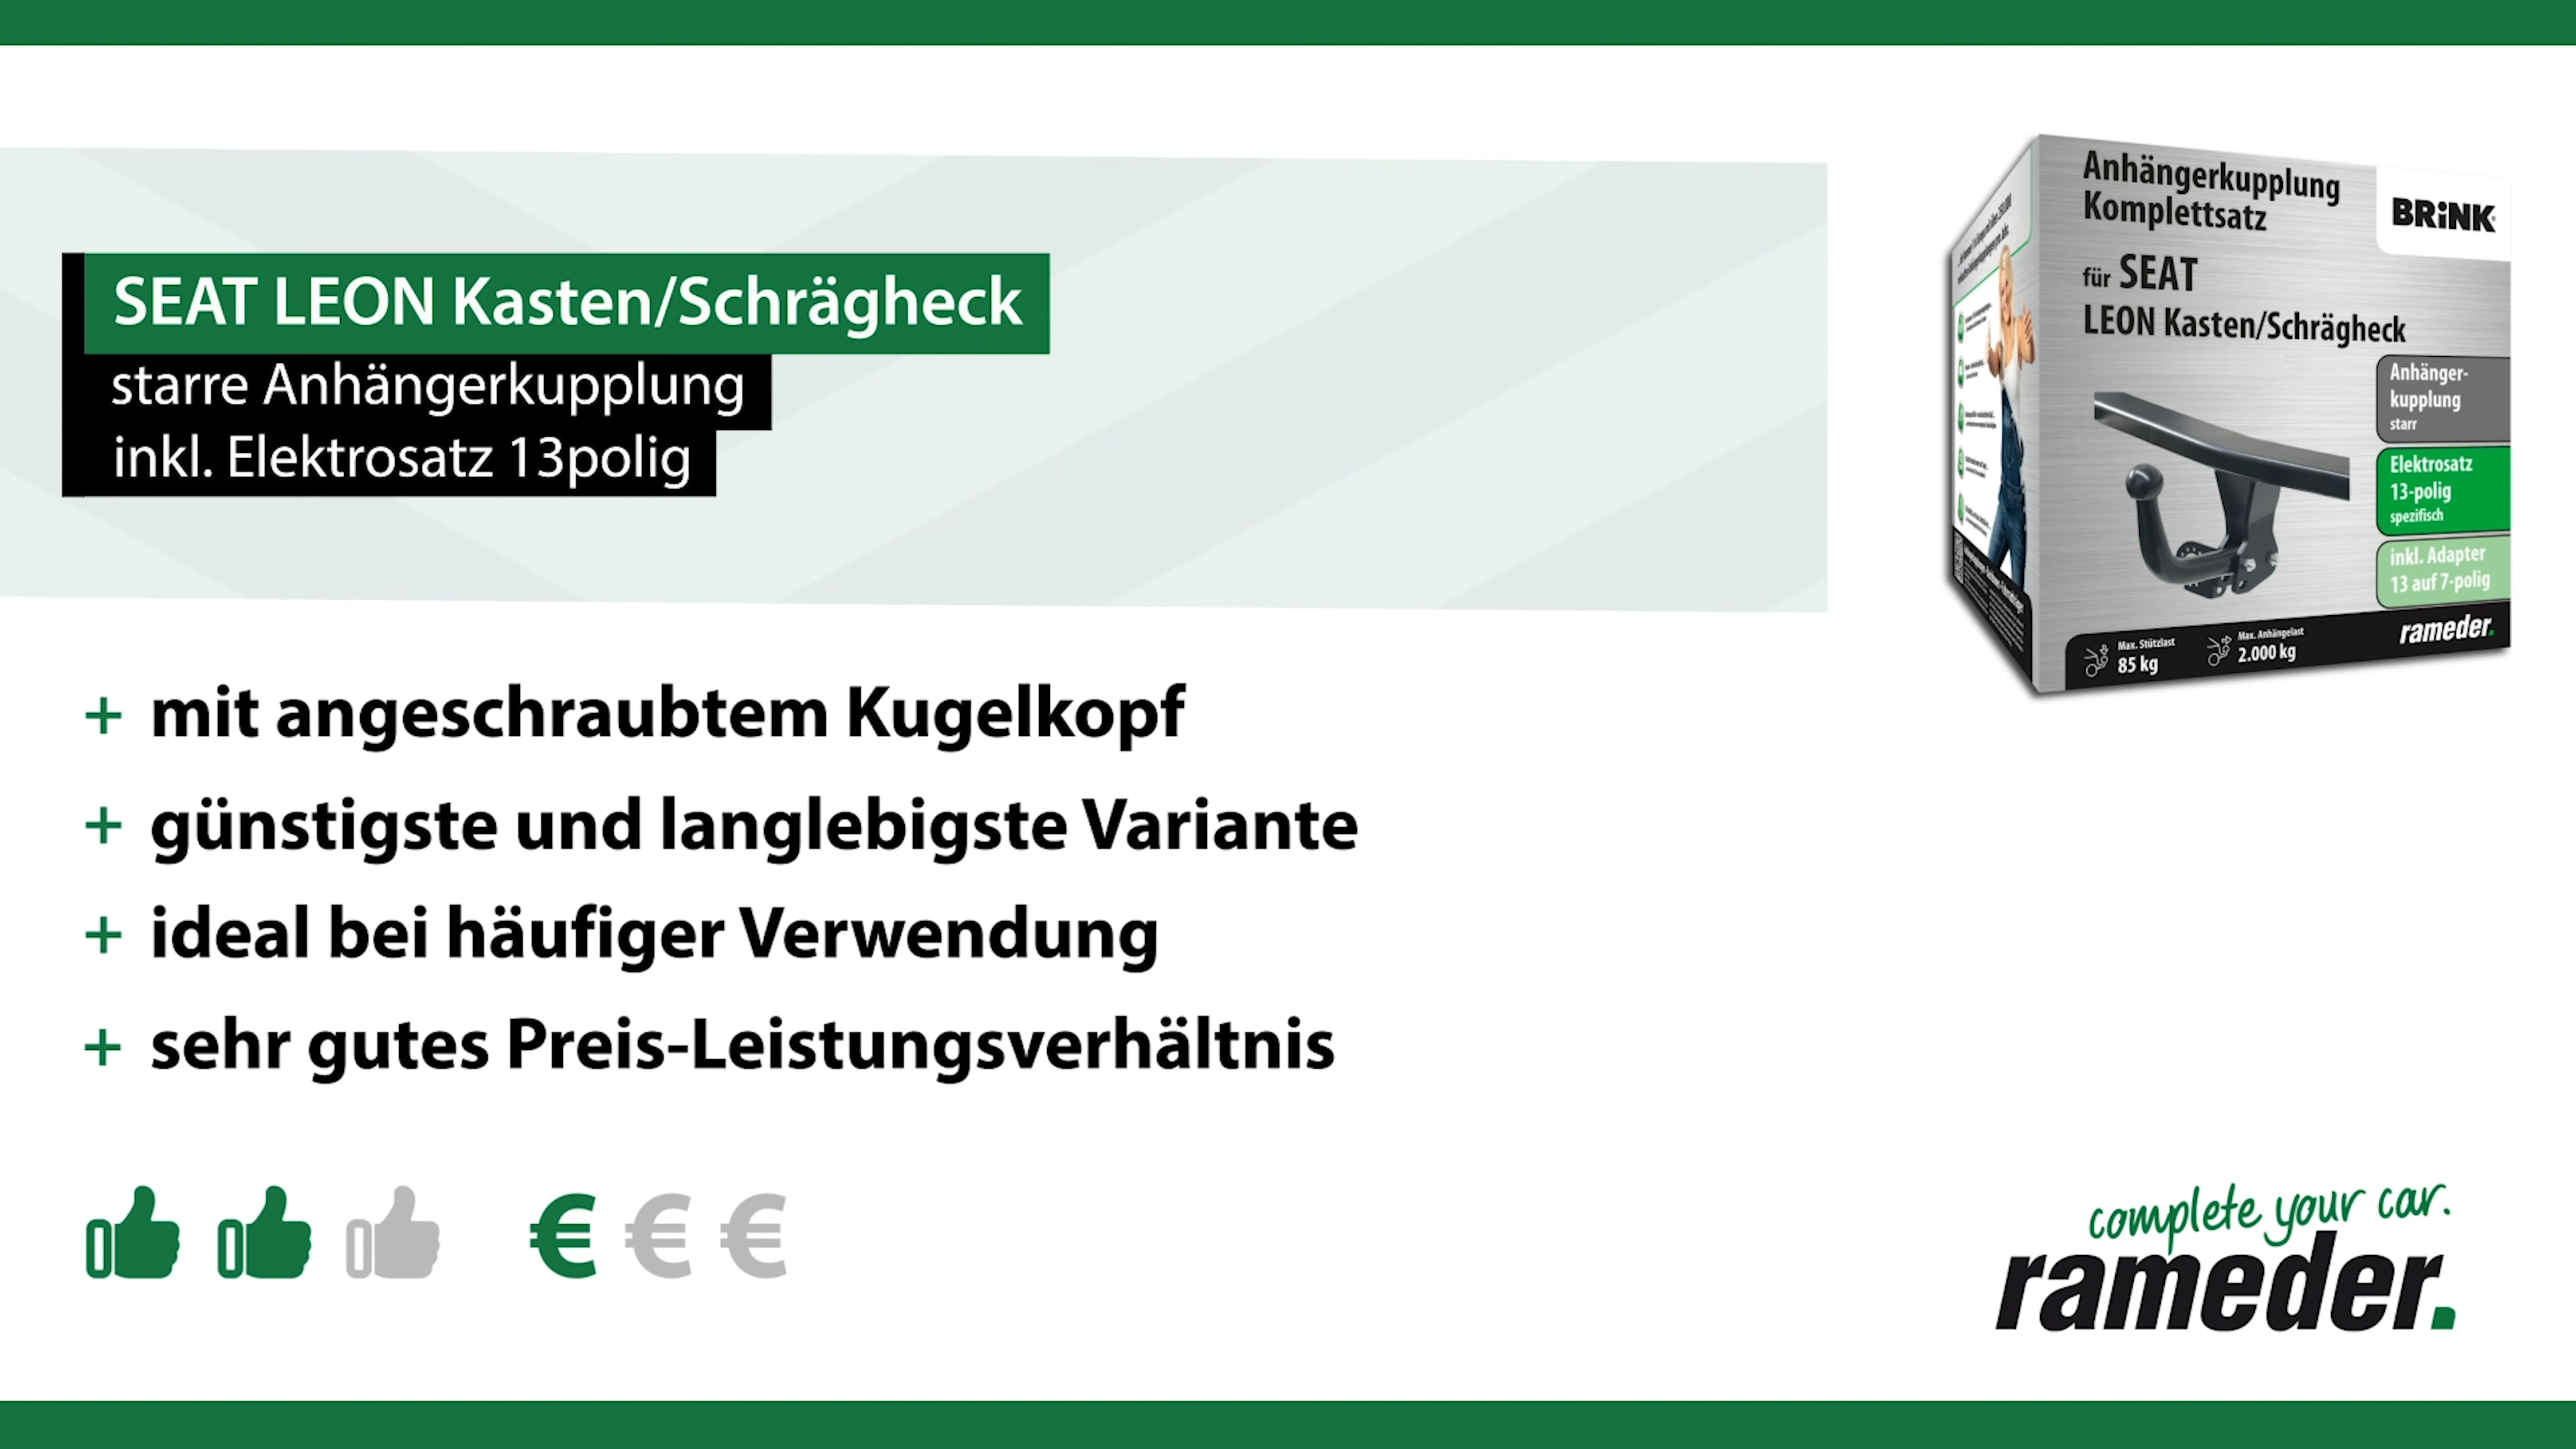 SEAT LEON Kasten/Schrägheck
starre Anhängerkupplung
inkl. Elektrosatz 13polig
+ mit angeschraubtem Kugelkopf
+ günstigste und langlebigste Variante
+ ideal bei häufiger Verwendung
+ sehr gutes Preis-Leistungsverhältnis
€ € €
Anhängerkupplung
Komplettsatz
BRiNK
für SEAT
LEON Kasten/Schrägheck
Anhänger-
kupplung
starr
Elektrosatz
13-polig
spezifisch
inkl. Adapter
13 auf 7-polig
Max. Stützlast
85 kg
Max. Anhängelast
2.000 kg
rameder.
complete your car.
rameder.